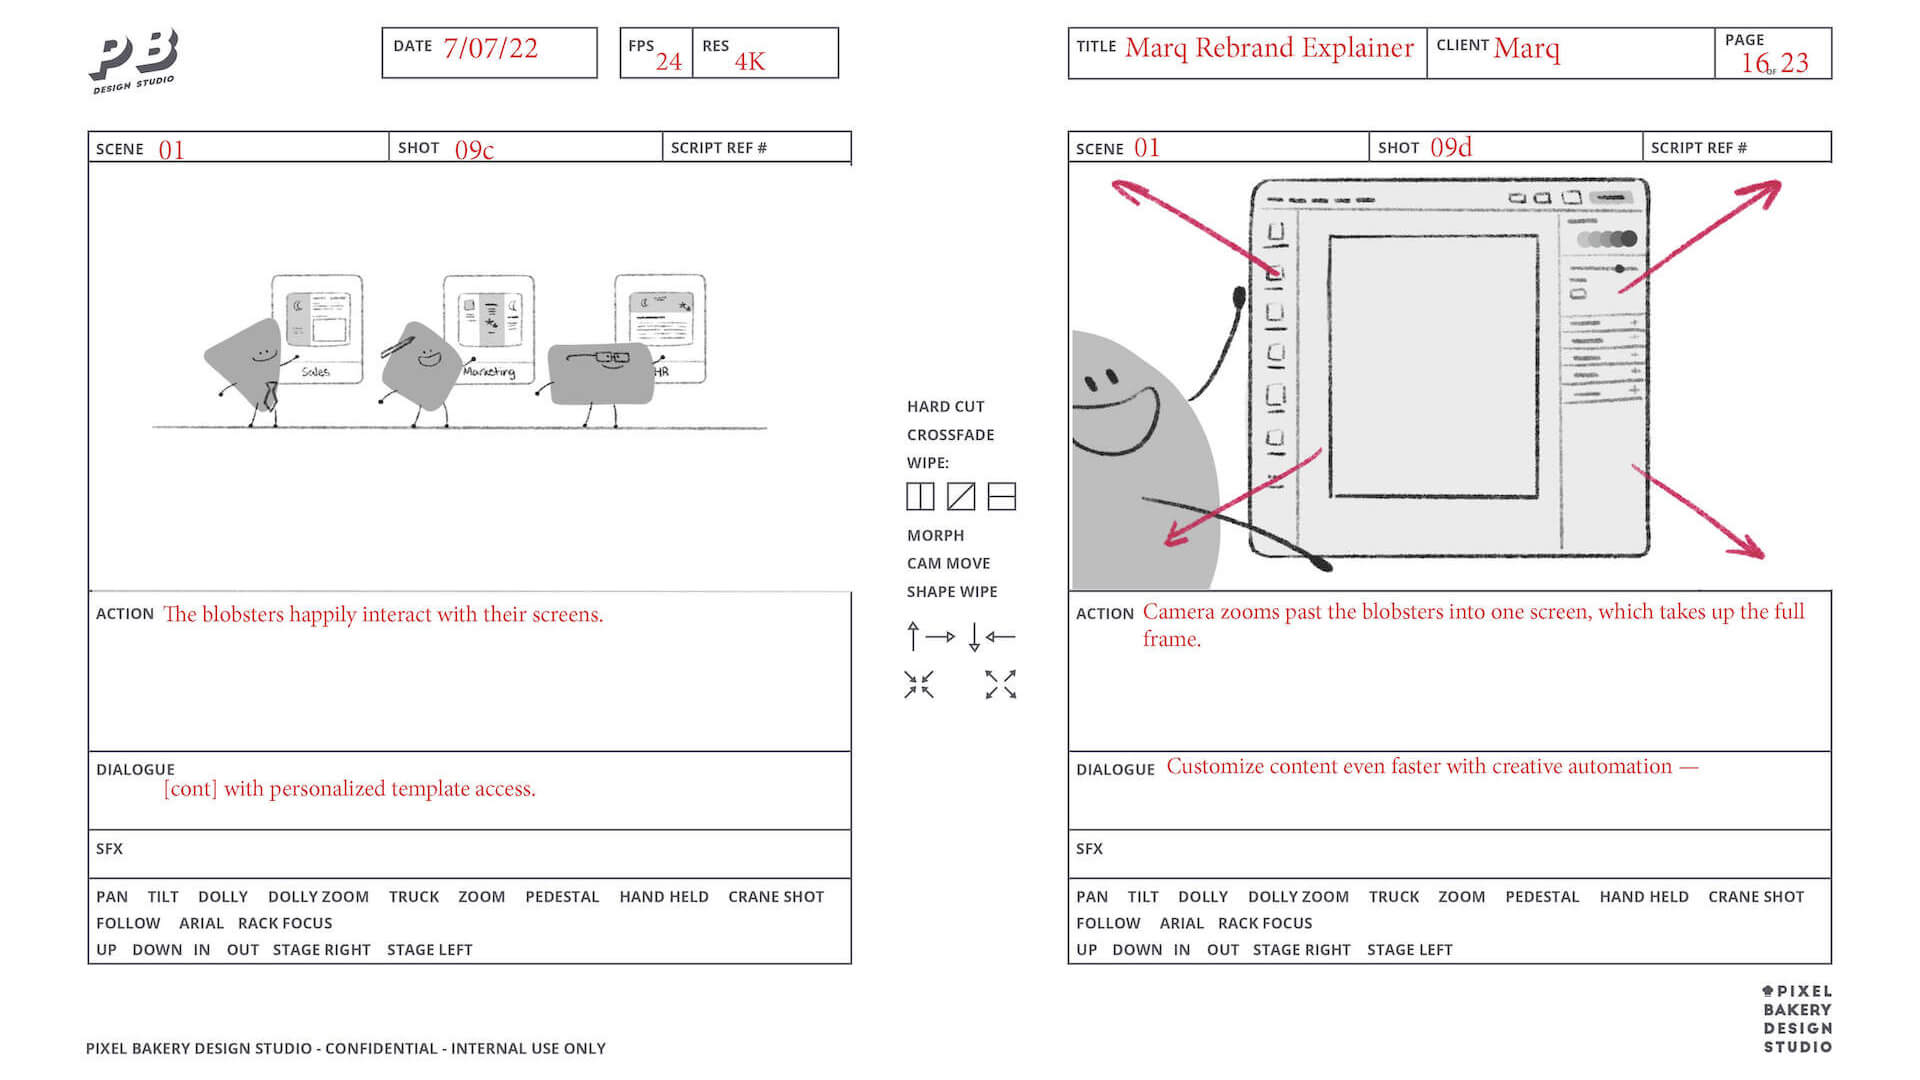 PB
DESIGN STUDIO
DATE 7/07/22
FPS 24
RES 4K
TITLE Marq Rebrand Explainer
CLIENT Marq
PAGE 16 OF 23
SCENE 01
SHOT 09c
SCRIPT REF #
Sales
Marketing
HR
ACTION The blobsters happily interact with their screens.
DIALOGUE
[cont] with personalized template access.
SFX
PAN TILT DOLLY DOLLY ZOOM TRUCK ZOOM PEDESTAL HAND HELD CRANE SHOT
FOLLOW ARIAL RACK FOCUS
UP DOWN IN OUT STAGE RIGHT STAGE LEFT
HARD CUT
CROSSFADE
WIPE:
MORPH
CAM MOVE
SHAPE WIPE
SCENE 01
SHOT 09d
SCRIPT REF #
ACTION Camera zooms past the blobsters into one screen, which takes up the full
frame.
DIALOGUE Customize content even faster with creative automation —
SFX
PAN TILT DOLLY DOLLY ZOOM TRUCK ZOOM PEDESTAL HAND HELD CRANE SHOT
FOLLOW ARIAL RACK FOCUS
UP DOWN IN OUT STAGE RIGHT STAGE LEFT
PIXEL BAKERY DESIGN STUDIO - CONFIDENTIAL - INTERNAL USE ONLY
PIXEL
BAKERY
DESIGN
STUDIO